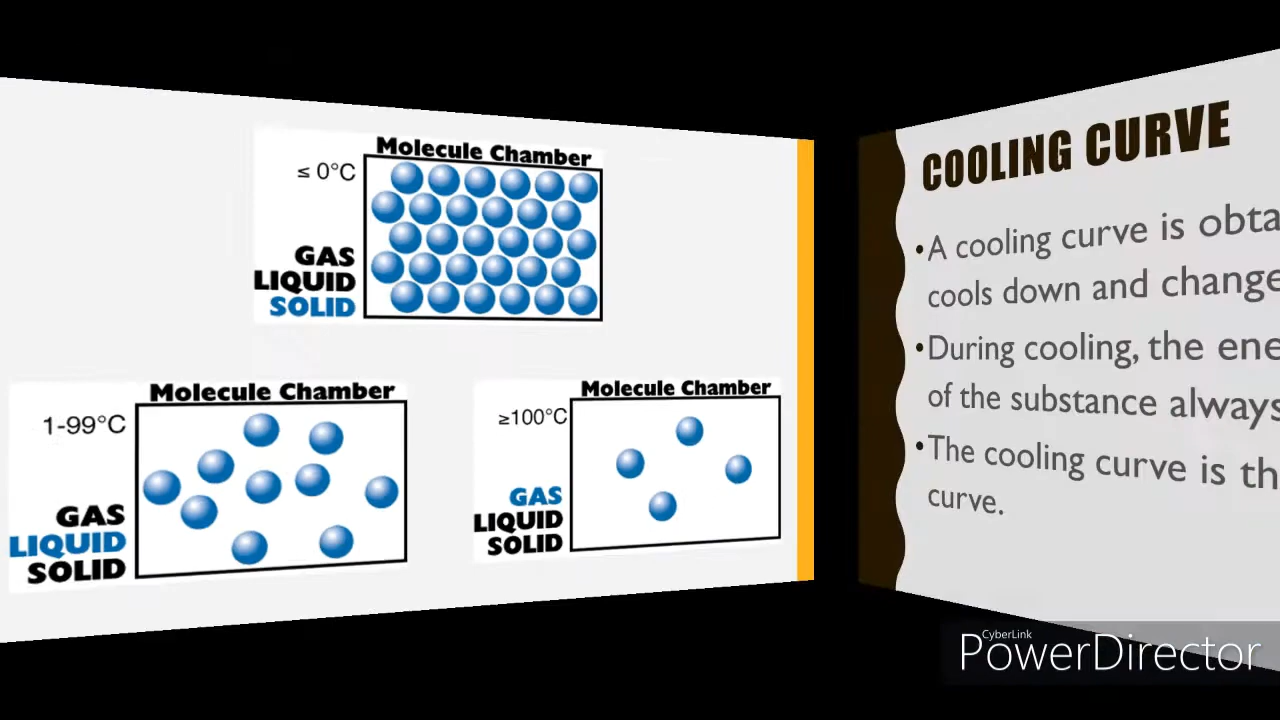 Molecule Chamber
≤ 0°C
GAS
LIQUID
SOLID
Molecule Chamber
1-99°C
GAS
LIQUID
SOLID
Molecule Chamber
≥100°C
GAS
LIQUID
SOLID
COOLING CURVE
•A cooling curve is obta
cools down and change
•During cooling, the ene
of the substance always
•The cooling curve is th
curve.
CyberLink
PowerDirector